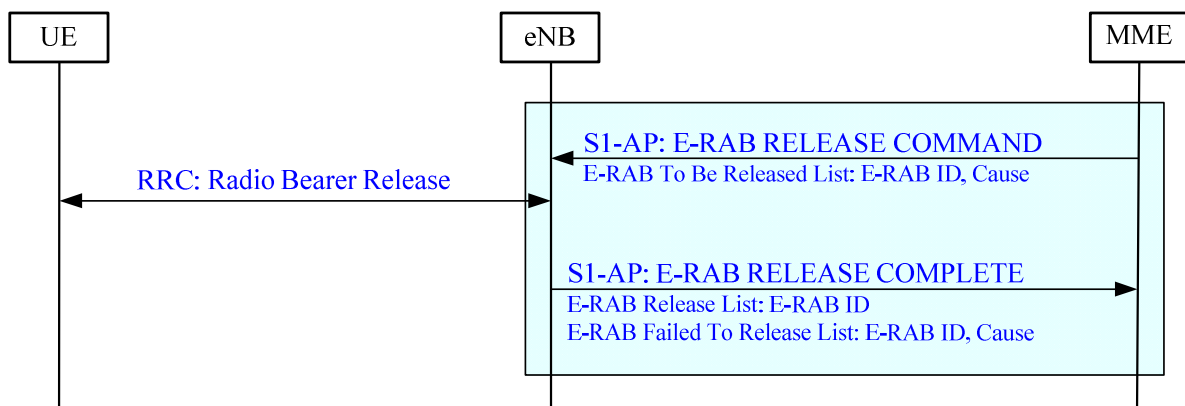 UE
eNB
MME
S1-AP: E-RAB RELEASE COMMAND
E-RAB To Be Released List: E-RAB ID, Cause
RRC: Radio Bearer Release
S1-AP: E-RAB RELEASE COMPLETE
E-RAB Release List: E-RAB ID
E-RAB Failed To Release List: E-RAB ID, Cause